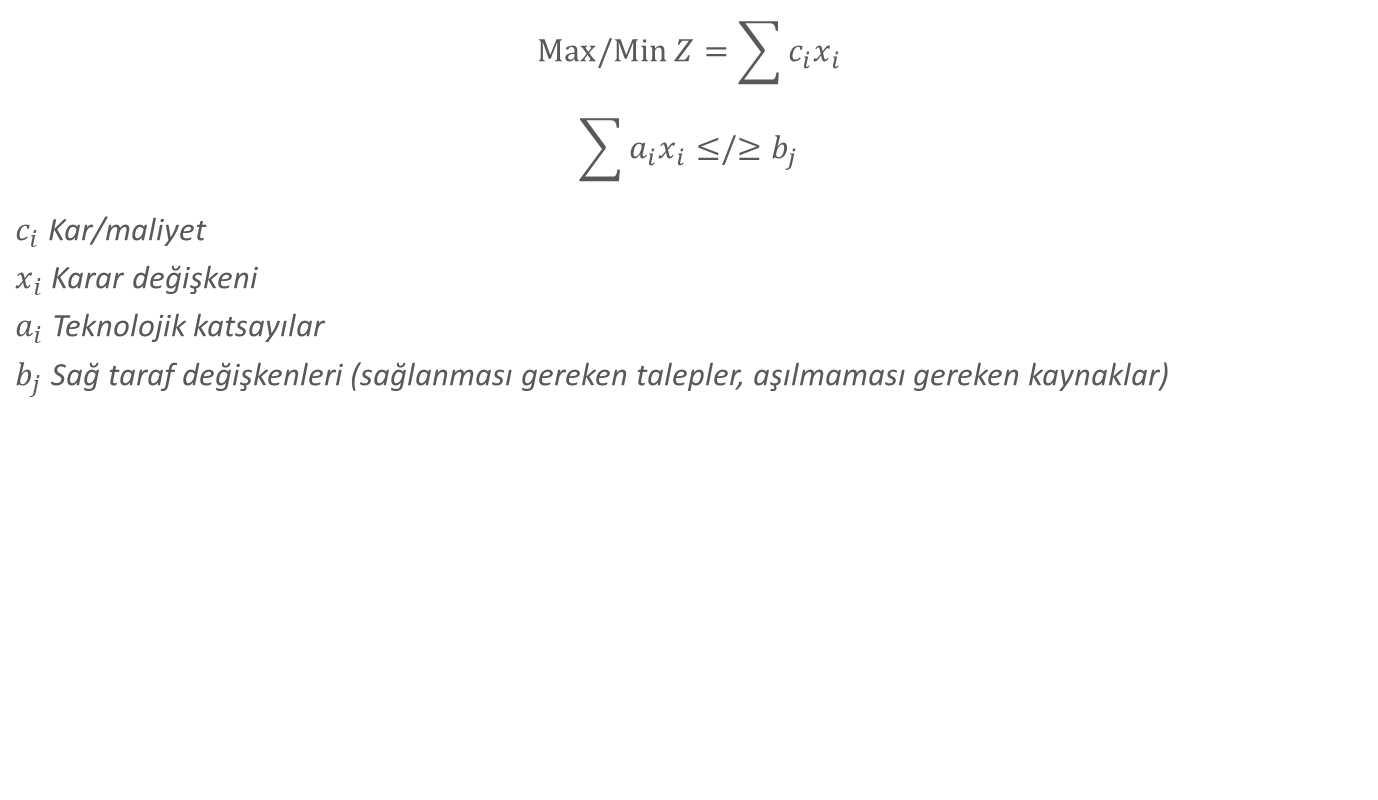 Max/Min Z = ∑ cᵢxᵢ
∑ aᵢxᵢ ≤/≥ bⱼ
cᵢ Kar/maliyet
xᵢ Karar değişkeni
aᵢ Teknolojik katsayılar
bⱼ Sağ taraf değişkenleri (sağlanması gereken talepler, aşılmaması gereken kaynaklar)